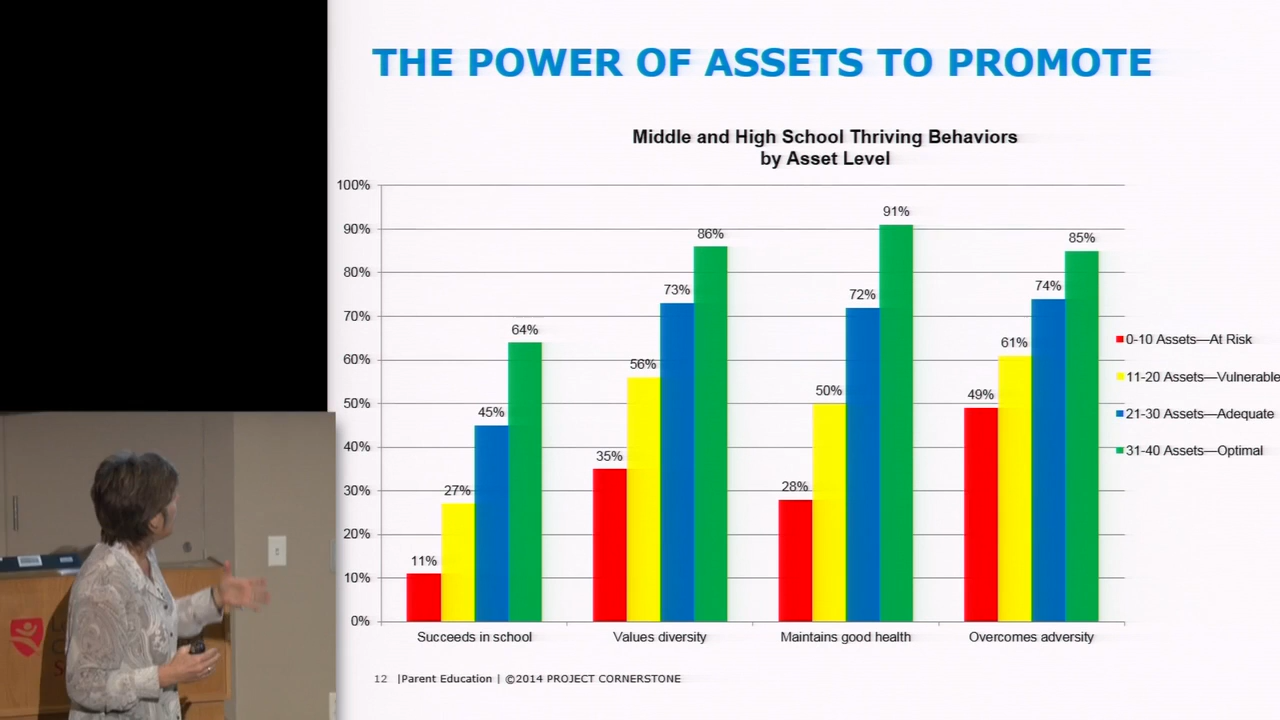 THE POWER OF ASSETS TO PROMOTE
Middle and High School Thriving Behaviors
by Asset Level
100%
90%
80%
70%
60%
50%
40%
30%
20%
10%
0%
11%
27%
45%
64%
35%
56%
73%
86%
28%
50%
72%
91%
49%
61%
74%
85%
Succeeds in school
Values diversity
Maintains good health
Overcomes adversity
0-10 Assets—At Risk
11-20 Assets—Vulnerable
21-30 Assets—Adequate
31-40 Assets—Optimal
12 |Parent Education | ©2014 PROJECT CORNERSTONE